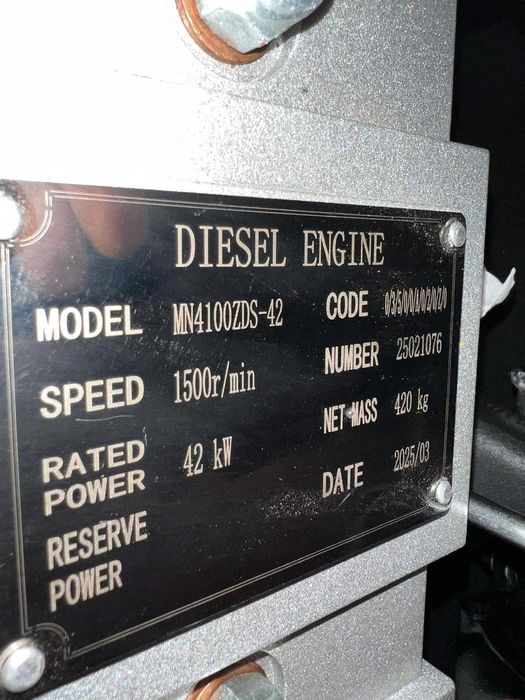 DIESEL ENGINE
MODEL MN4100ZDS-42
CODE
SPEED 1500r/min
NUMBER 25021076
RATED POWER 42 kW
NET MASS 420 kg
RESERVE POWER
DATE 2025/03